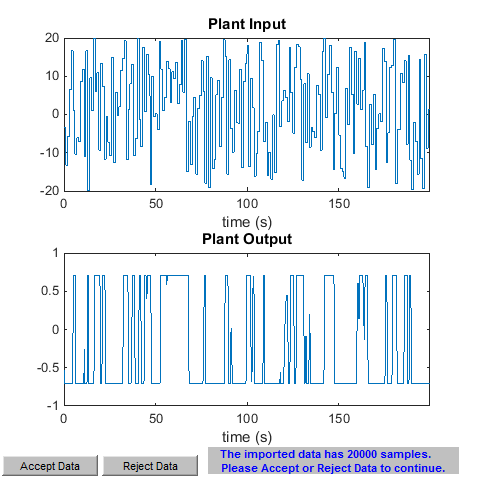 Plant Input
20
10
0
-10
-20
0 50 100 150
time (s)
Plant Output
1
0.5
0
-0.5
-1
0 50 100 150
time (s)
Accept Data Reject Data
The imported data has 20000 samples.
Please Accept or Reject Data to continue.